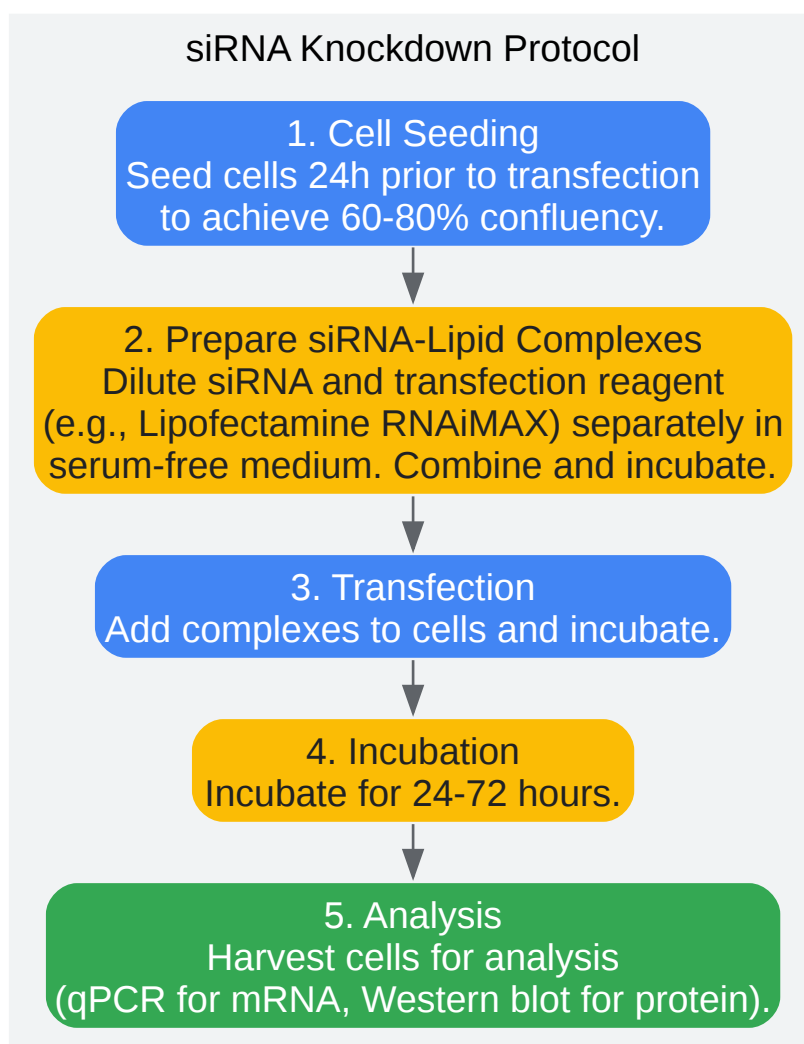 siRNA Knockdown Protocol
1. Cell Seeding
Seed cells 24h prior to transfection
to achieve 60-80% confluency.
2. Prepare siRNA-Lipid Complexes
Dilute siRNA and transfection reagent
(e.g., Lipofectamine RNAiMAX) separately in
serum-free medium. Combine and incubate.
3. Transfection
Add complexes to cells and incubate.
4. Incubation
Incubate for 24-72 hours.
5. Analysis
Harvest cells for analysis
(qPCR for mRNA, Western blot for protein).